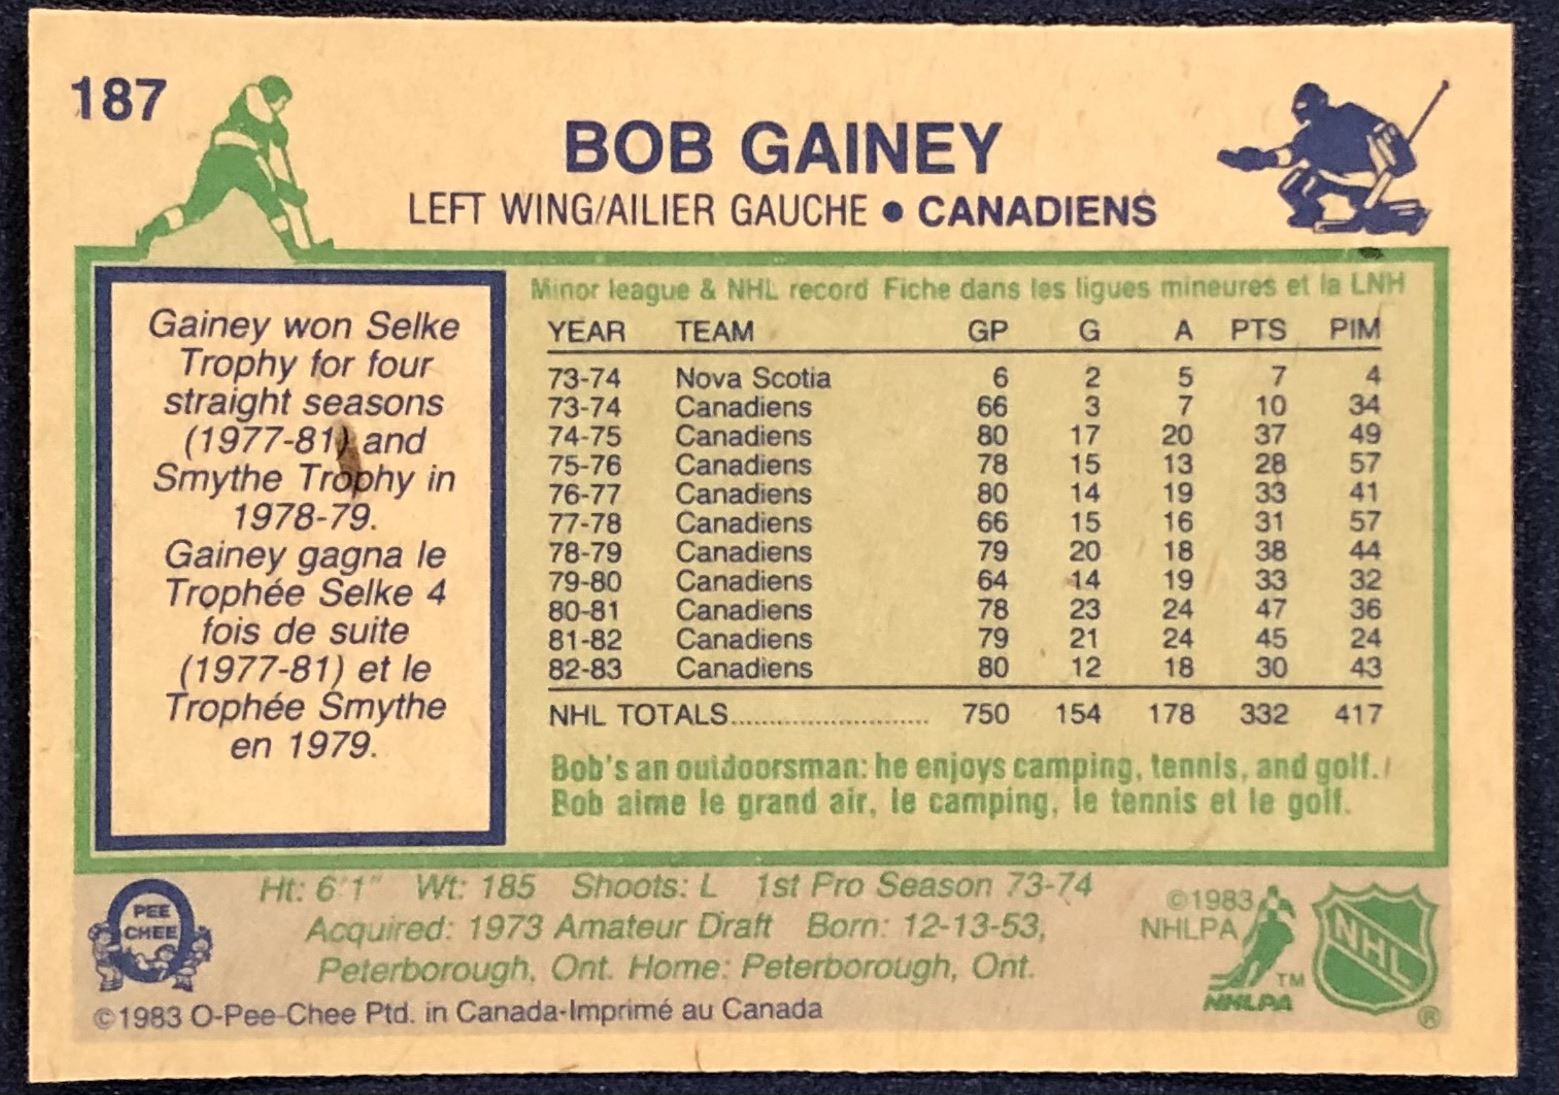 187
BOB GAINEY
LEFT WING/AILIER GAUCHE • CANADIENS
Gainey won Selke
Trophy for four
straight seasons
(1977-81) and
Smythe Trophy in
1978-79.
Gainey gagna le
Trophée Selke 4
fois de suite
(1977-81) et le
Trophée Smythe
en 1979.
Minor league & NHL record Fiche dans les ligues mineures et la LNH
YEAR TEAM GP G A PTS PIM
73-74 Nova Scotia 6 2 5 7 4
73-74 Canadiens 66 3 7 10 34
74-75 Canadiens 80 17 20 37 49
75-76 Canadiens 78 15 13 28 57
76-77 Canadiens 80 14 19 33 41
77-78 Canadiens 66 15 16 31 57
78-79 Canadiens 79 20 18 38 44
79-80 Canadiens 64 14 19 33 32
80-81 Canadiens 78 23 24 47 36
81-82 Canadiens 79 21 24 45 24
82-83 Canadiens 80 12 18 30 43
NHL TOTALS............................ 750 154 178 332 417
Bob's an outdoorsman: he enjoys camping, tennis, and golf.
Bob aime le grand air, le camping, le tennis et le golf.
Ht: 6'1" Wt: 185 Shoots: L 1st Pro Season 73-74
Acquired: 1973 Amateur Draft Born: 12-13-53,
Peterborough, Ont. Home: Peterborough, Ont.
©1983 O-Pee-Chee Ptd. in Canada-Imprimé au Canada
PEE
CHEE
©1983
NHLPA
TM
NHLPA
NHL
®